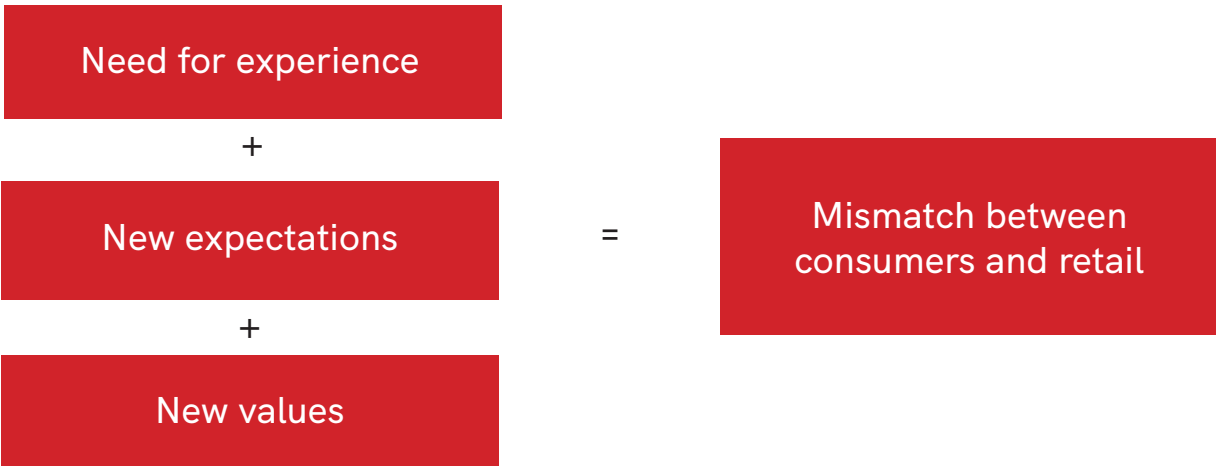 Need for experience
+
New expectations
+
New values
=
Mismatch between
consumers and retail